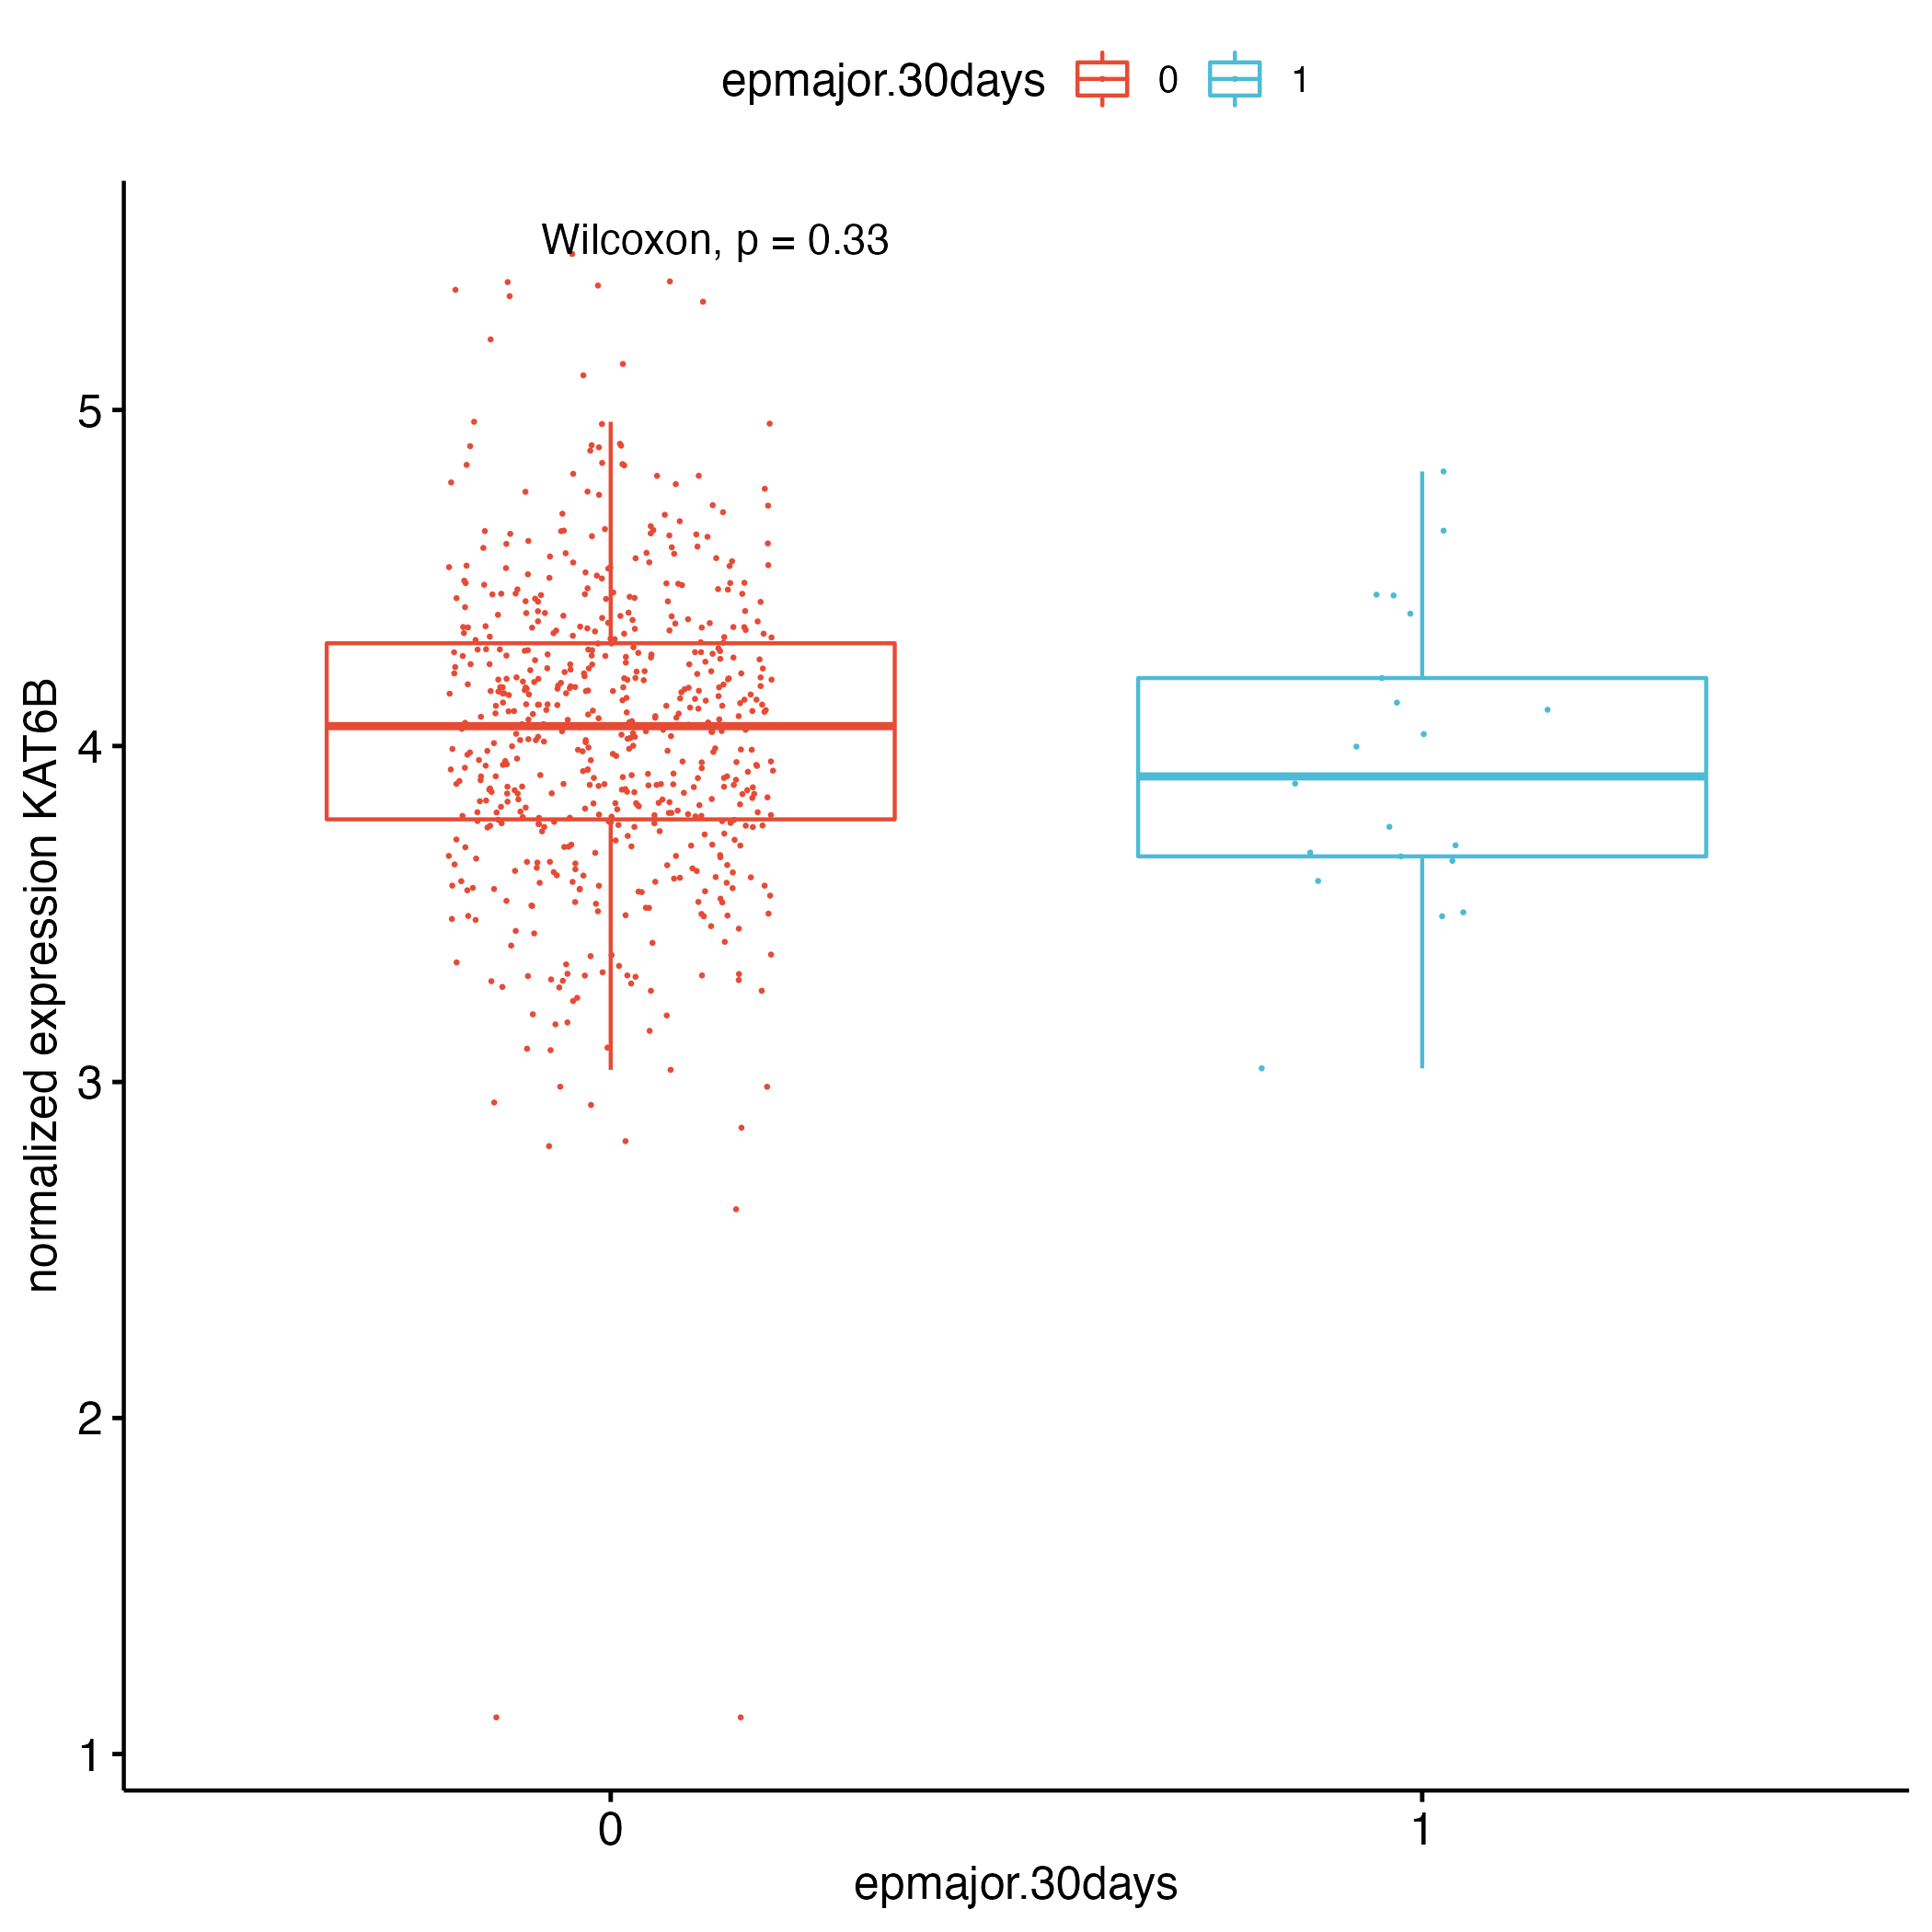 epmajor.30days 0 1
Wilcoxon, p = 0.33
normalized expression KAT6B
5
4
3
2
1
0 1
epmajor.30days